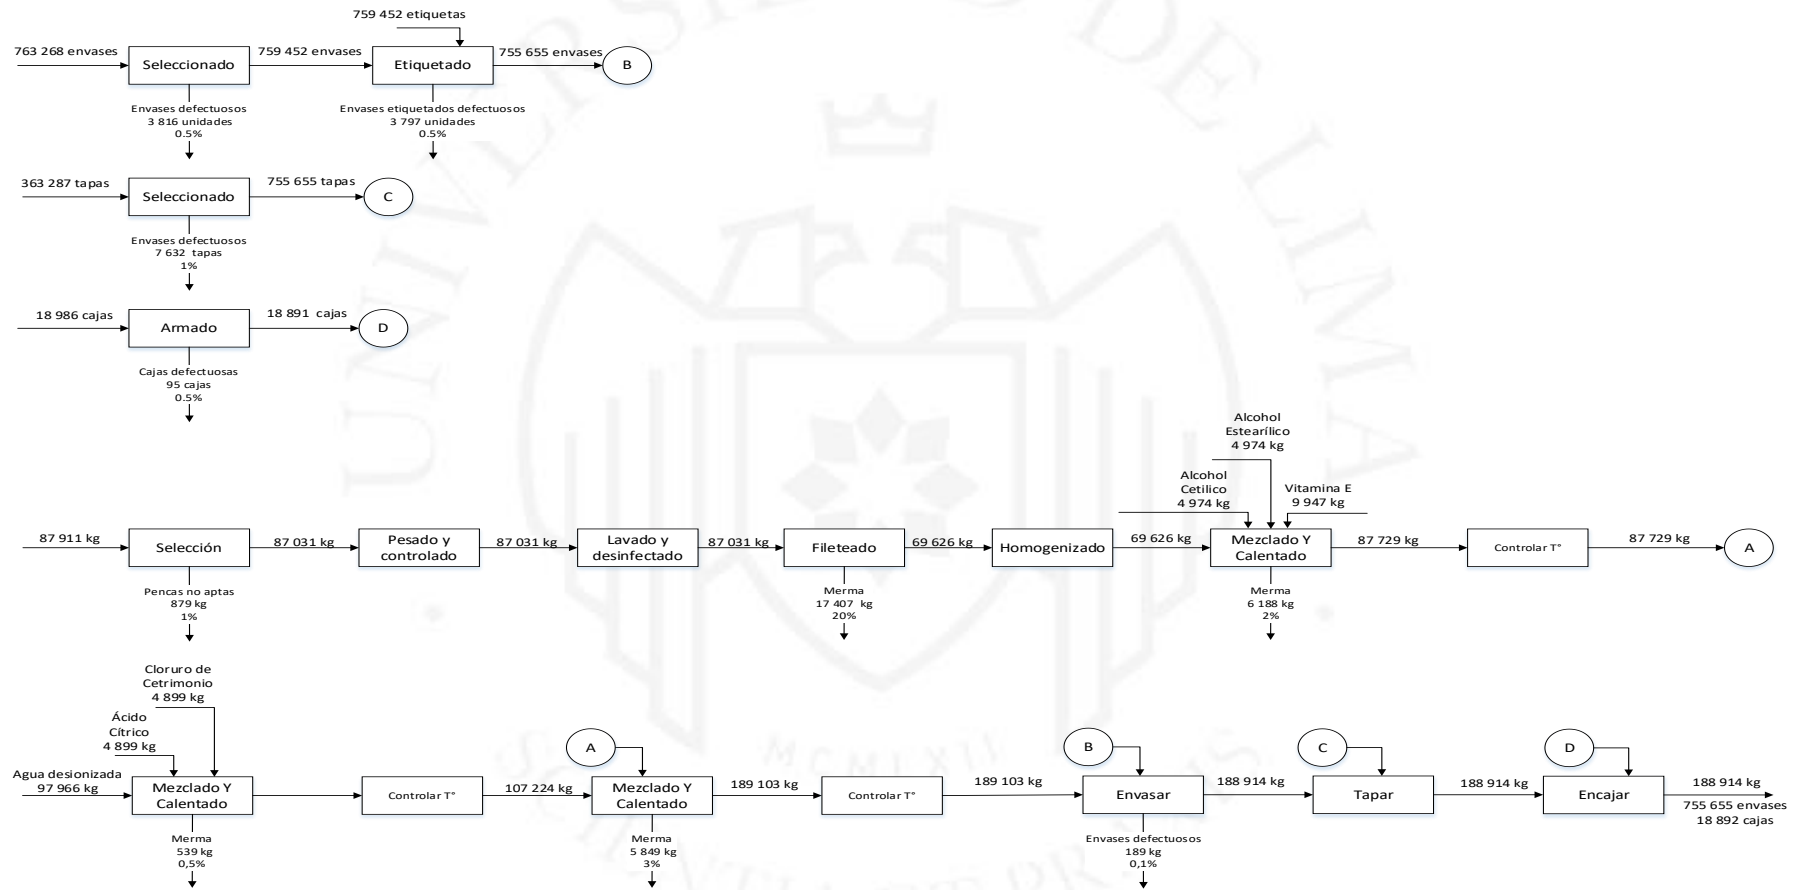 759 452 etiquetas
763 268 envases
Seleccionado
759 452 envases
Etiquetado
755 655 envases
B
Envases defectuosos
3 816 unidades
0.5%
Envases etiquetados defectuosos
3 797 unidades
0.5%
363 287 tapas
Seleccionado
755 655 tapas
C
Envases defectuosos
7 632 tapas
1%
18 986 cajas
Armado
18 891 cajas
D
Cajas defectuosas
95 cajas
0.5%
Alcohol
Estearílico
4 974 kg
Alcohol
Cetilico
4 974 kg
Vitamina E
9 947 kg
87 911 kg
Selección
87 031 kg
Pesado y
controlado
87 031 kg
Lavado y
desinfectado
87 031 kg
Fileteado
69 626 kg
Homogenizado
69 626 kg
Mezclado Y
Calentado
87 729 kg
Controlar T°
87 729 kg
A
Pencas no aptas
879 kg
1%
Merma
17 407 kg
20%
Merma
6 188 kg
2%
Cloruro de
Cetrimonio
4 899 kg
Ácido
Cítrico
4 899 kg
Agua desionizada
97 966 kg
Mezclado Y
Calentado
Controlar T°
107 224 kg
A
Mezclado Y
Calentado
189 103 kg
Controlar T°
189 103 kg
B
Envasar
188 914 kg
C
Tapar
188 914 kg
D
Encajar
188 914 kg
755 655 envases
18 892 cajas
Merma
539 kg
0,5%
Merma
5 849 kg
3%
Envases defectuosos
189 kg
0,1%
UNIVERSIDAD DE LIMA
MCMLXII
SCIENTIA ET PRAXIS